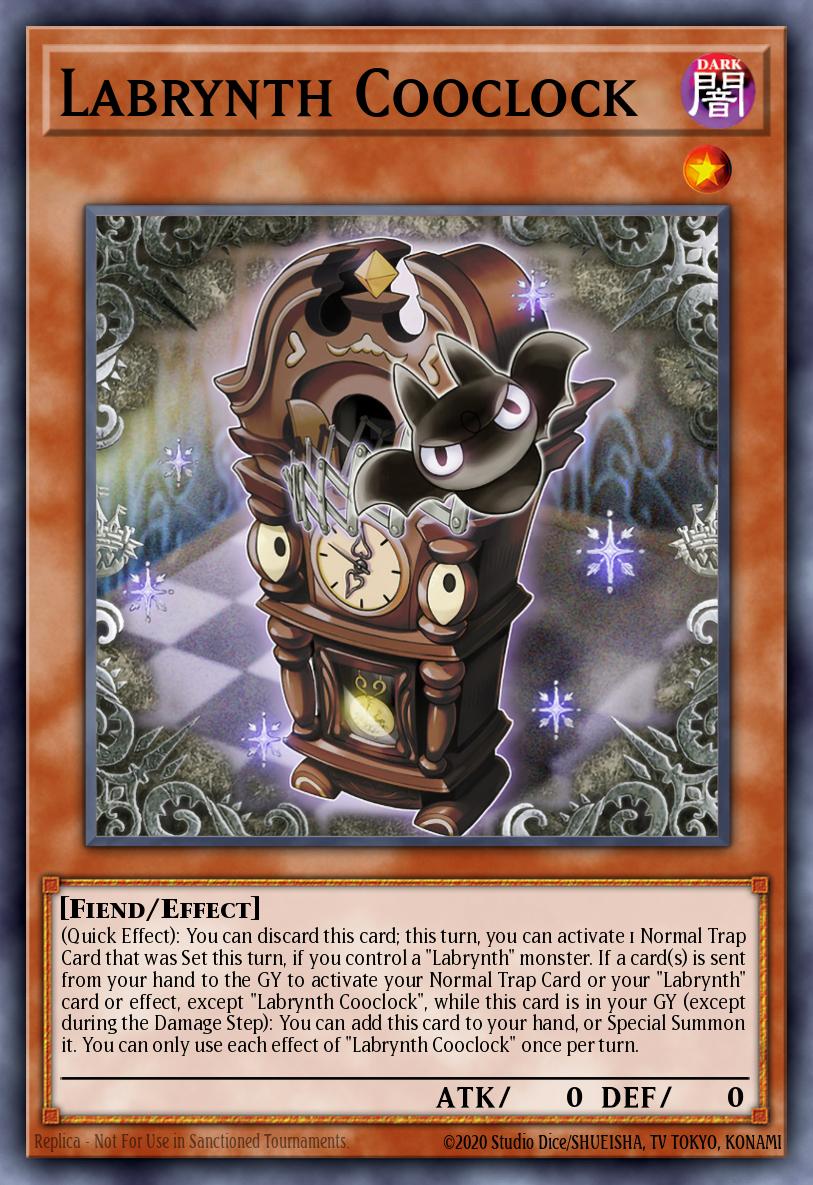 Labrynth Cooclock
DARK
闇
[Fiend/Effect]
(Quick Effect): You can discard this card; this turn, you can activate 1 Normal Trap
Card that was Set this turn, if you control a "Labrynth" monster. If a card(s) is sent
from your hand to the GY to activate your Normal Trap Card or your "Labrynth"
card or effect, except "Labrynth Cooclock", while this card is in your GY (except
during the Damage Step): You can add this card to your hand, or Special Summon
it. You can only use each effect of "Labrynth Cooclock" once per turn.
ATK/ 0 DEF/ 0
Replica - Not For Use in Sanctioned Tournaments.
©2020 Studio Dice/SHUEISHA, TV TOKYO, KONAMI